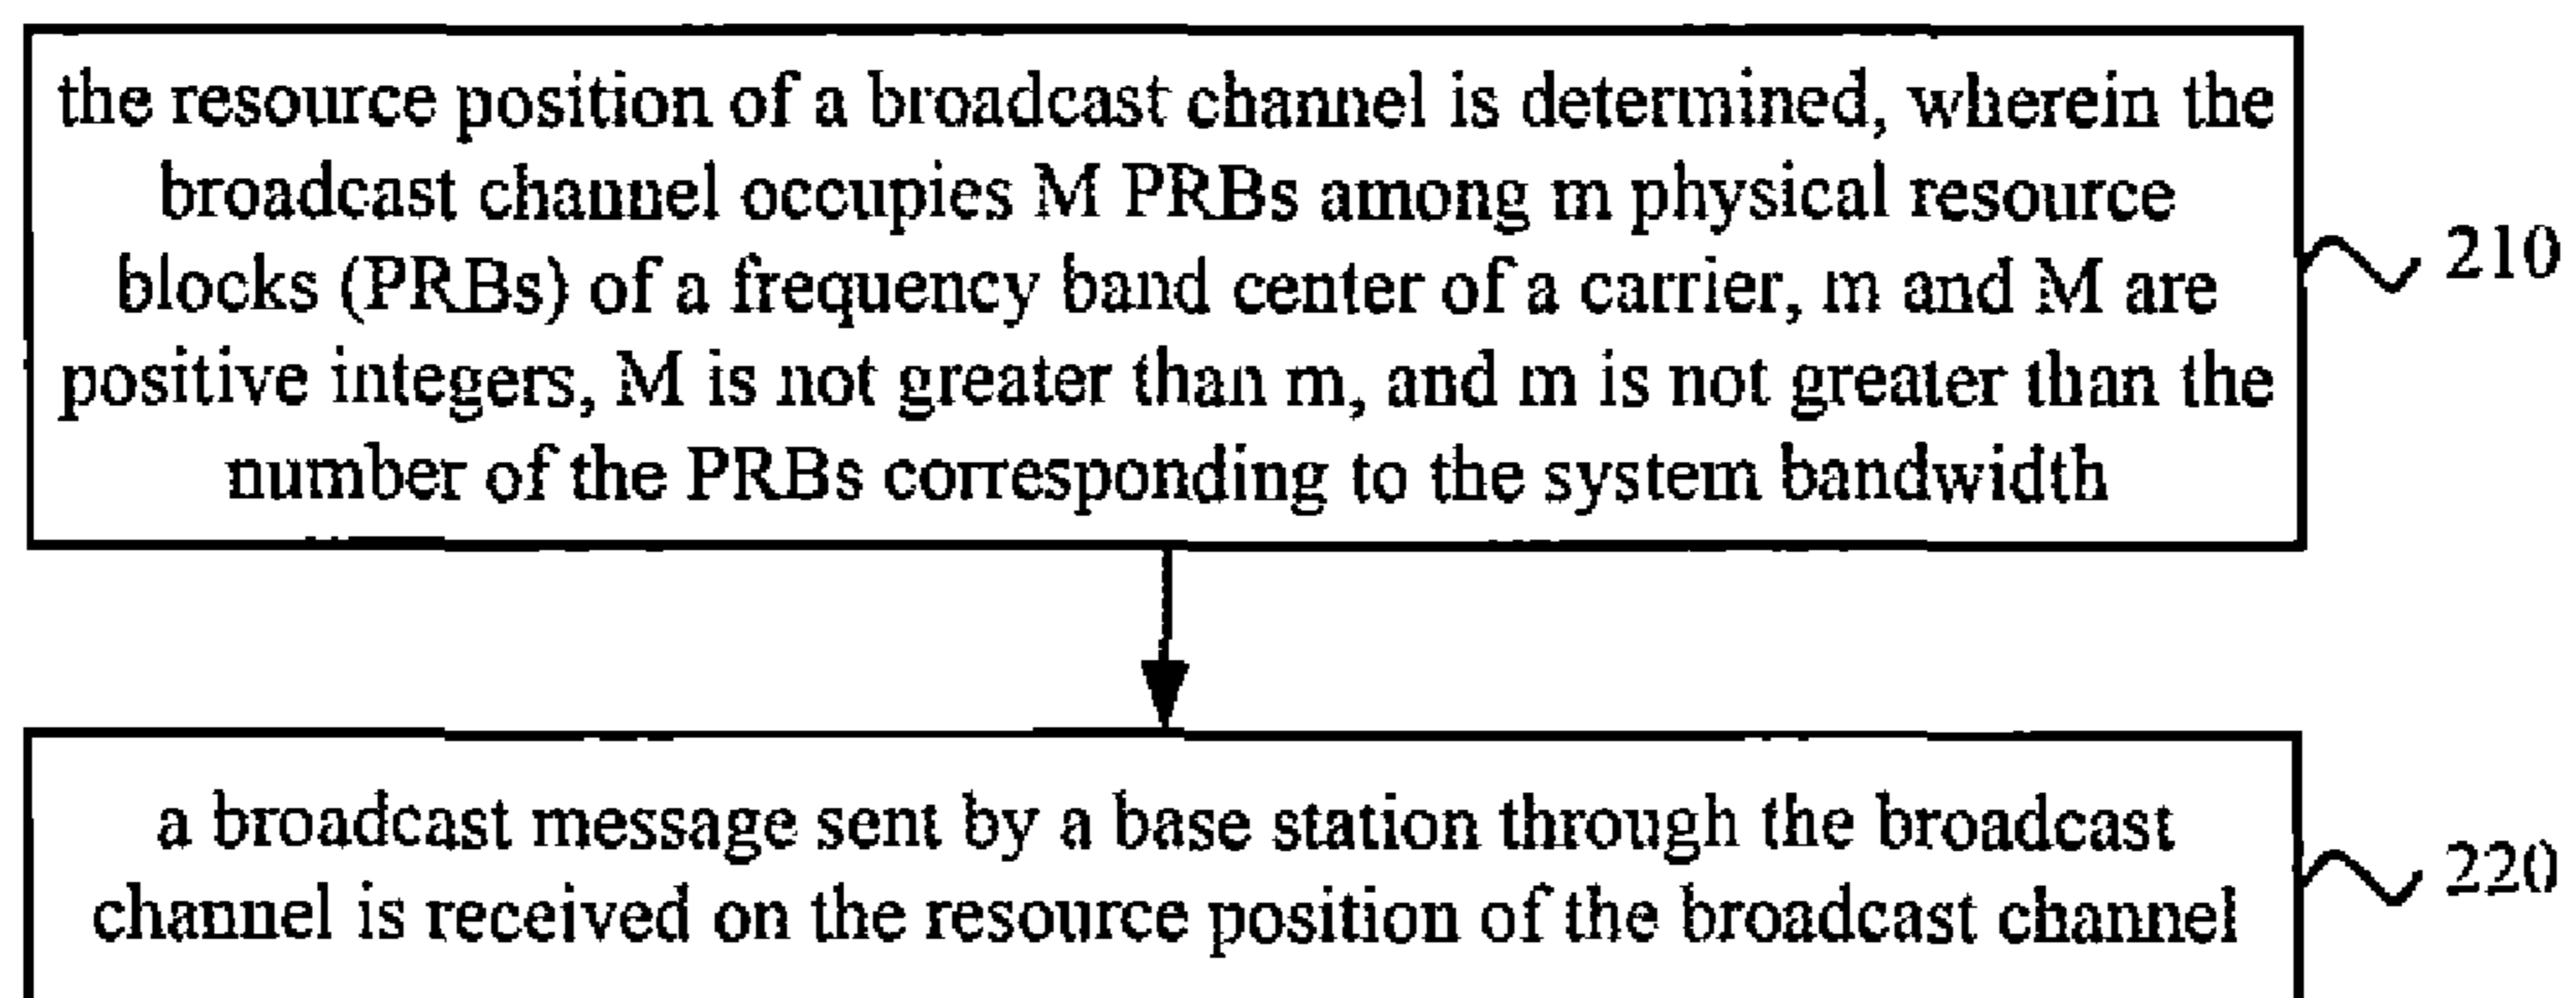 the resource position of a broadcast channel is determined, wherein the
broadcast channel occupies M PRBs among m physical resource
blocks (PRBs) of a frequency band center of a carrier, m and M are
positive integers, M is not greater than m, and m is not greater than the
number of the PRBs corresponding to the system bandwidth
210
a broadcast message sent by a base station through the broadcast
channel is received on the resource position of the broadcast channel
220